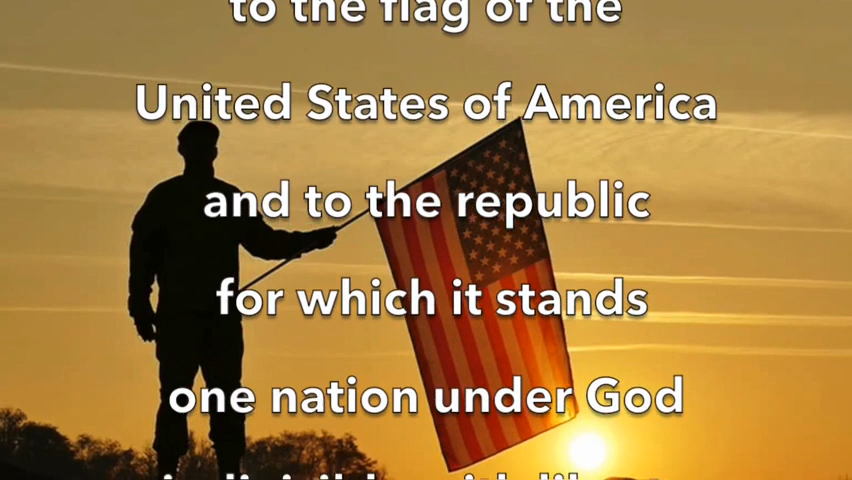 to the flag of the
United States of America
and to the republic
for which it stands
one nation under God